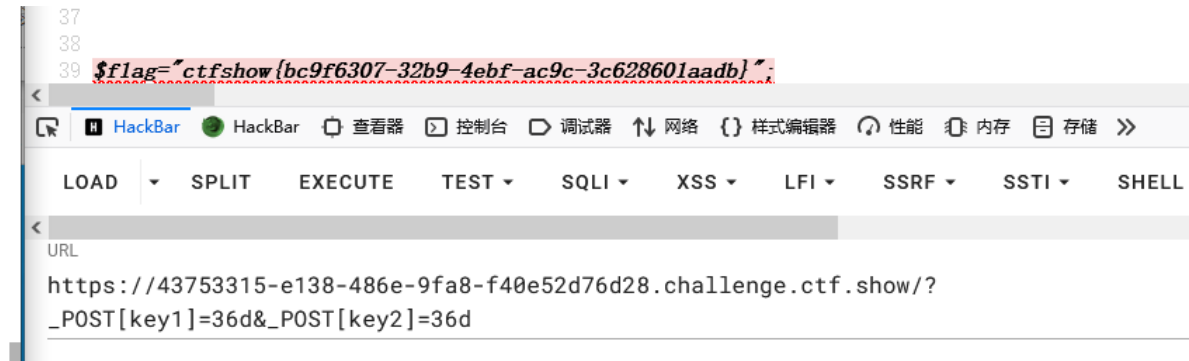 37
38
39 $flag="ctfshow{bc9f6307-32b9-4ebf-ac9c-3c628601aadb}";
HackBar HackBar 查看器 控制台 调试器 网络 {} 样式编辑器 性能 内存 存储
LOAD SPLIT EXECUTE TEST SQLI XSS LFI SSRF SSTI SHELL
URL
https://43753315-e138-486e-9fa8-f40e52d76d28.challenge.ctf.show/?
_POST[key1]=36d&_POST[key2]=36d